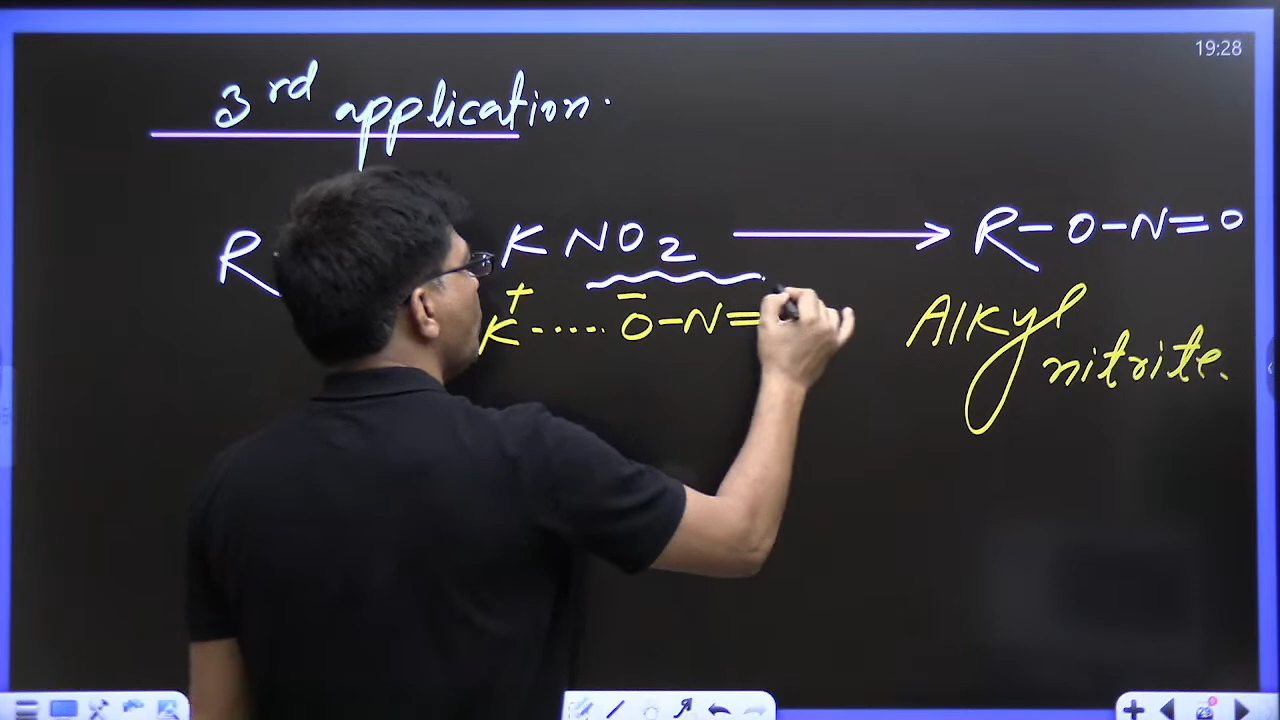 19:28
3rd application.
R KNO2 → R-O-N=O
K+ ..... Ō-N=
Alkyl
nitrite.